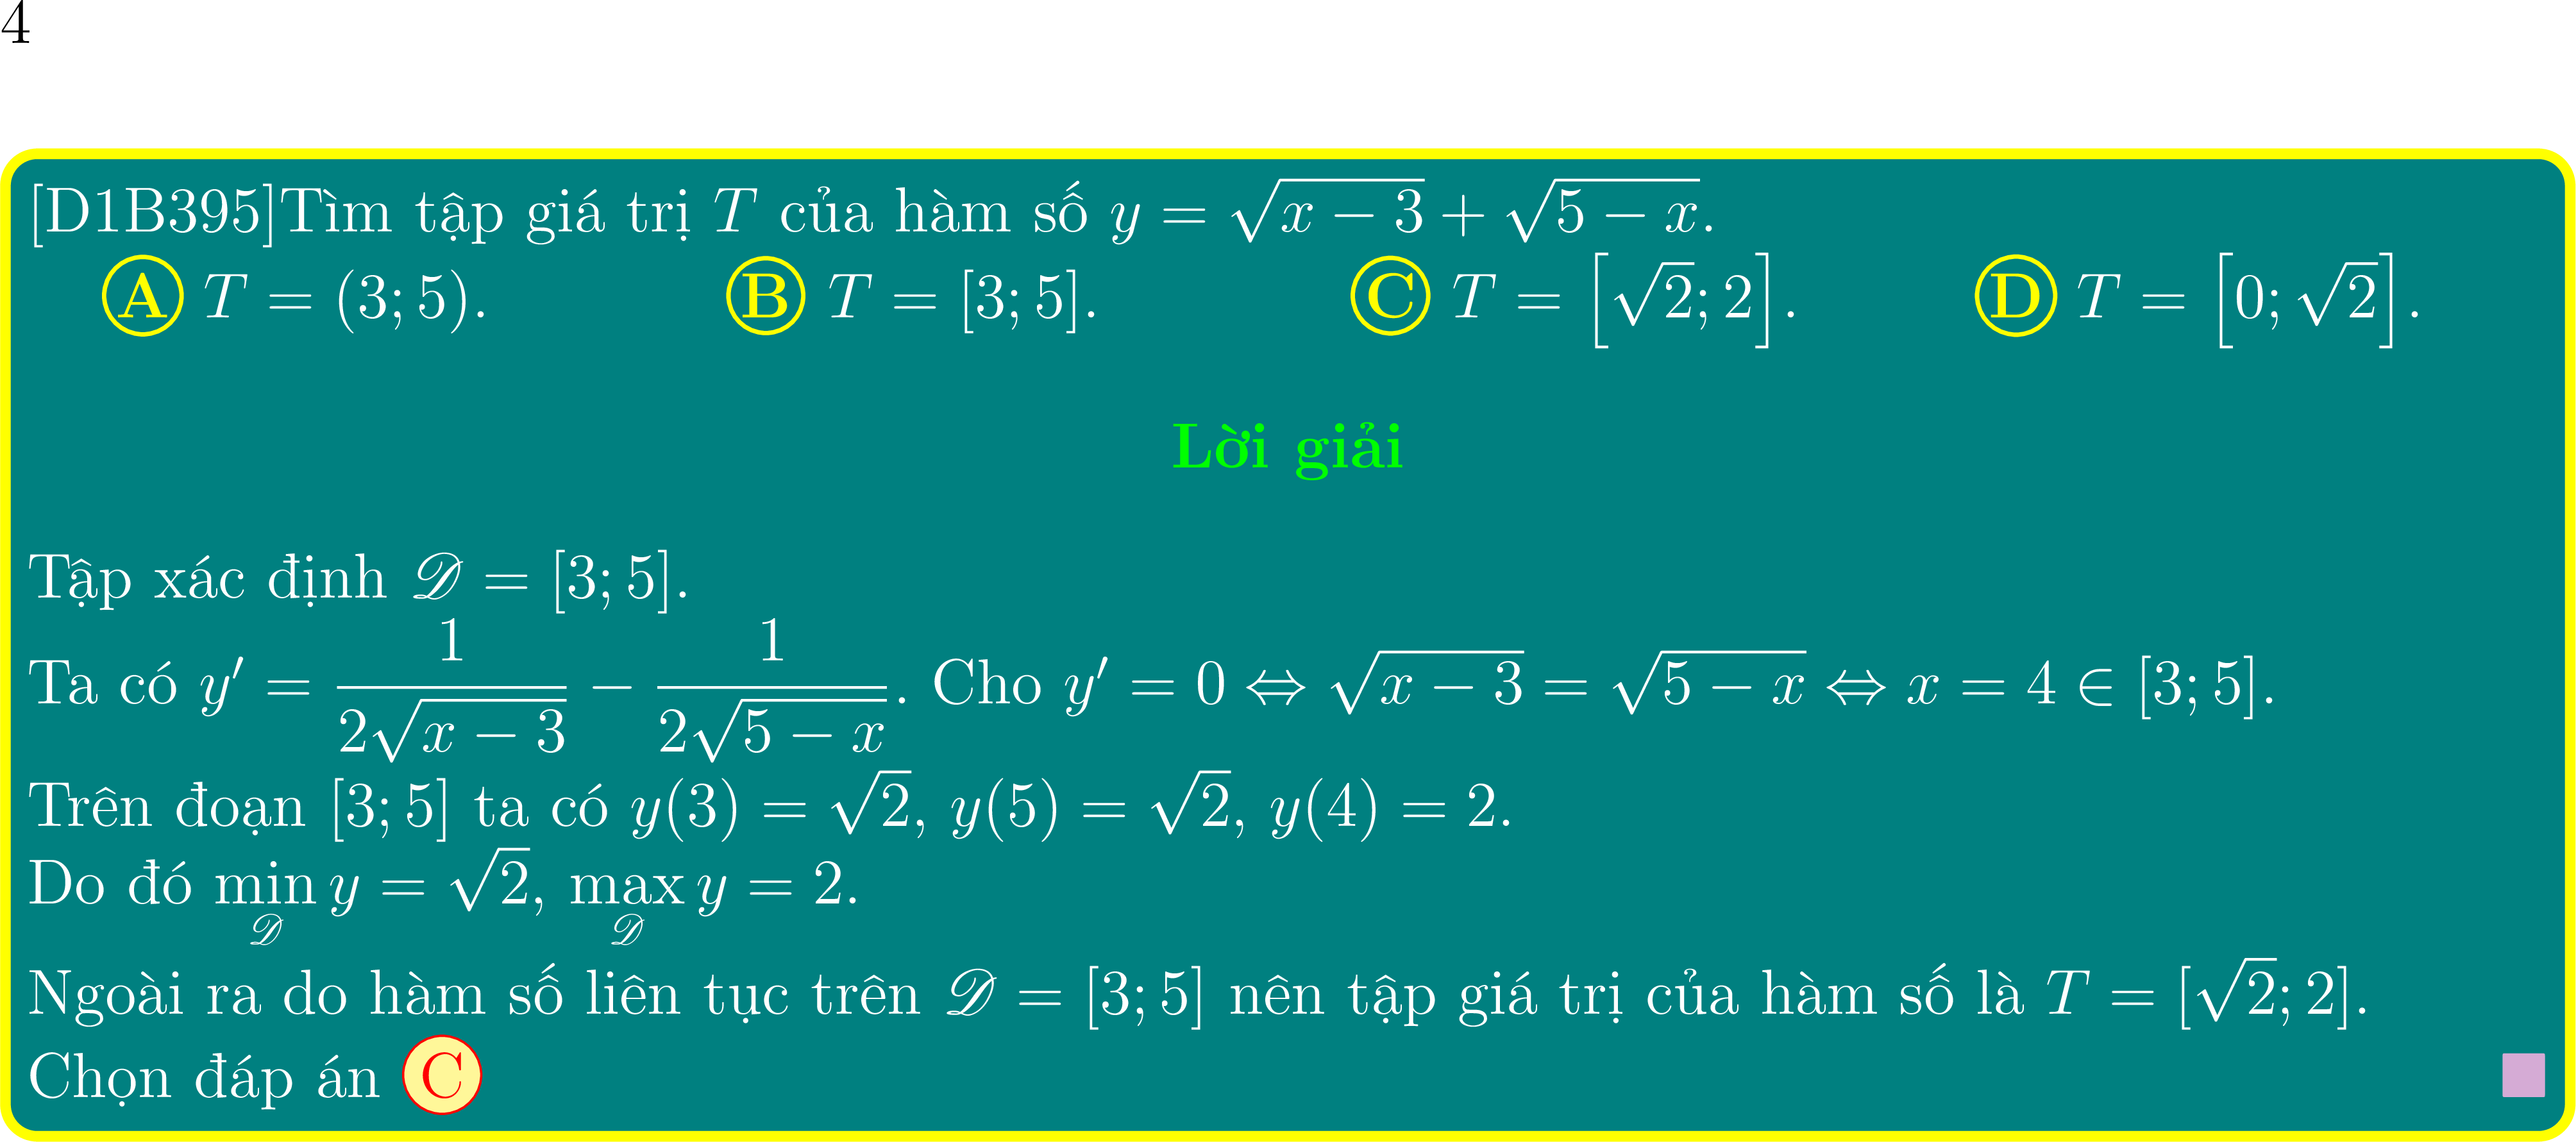 4
[D1B395]Tìm tập giá trị $T$ của hàm số $y = \sqrt{x-3} + \sqrt{5-x}$.
Ⓐ $T = (3; 5)$. Ⓑ $T = [3; 5]$. Ⓒ $T = \left[\sqrt{2}; 2\right]$. Ⓓ $T = \left[0; \sqrt{2}\right]$.
Lời giải
Tập xác định $\mathscr{D} = [3; 5]$.
Ta có $y' = \dfrac{1}{2\sqrt{x-3}} - \dfrac{1}{2\sqrt{5-x}}$. Cho $y' = 0 \Leftrightarrow \sqrt{x-3} = \sqrt{5-x} \Leftrightarrow x = 4 \in [3; 5]$.
Trên đoạn $[3; 5]$ ta có $y(3) = \sqrt{2}$, $y(5) = \sqrt{2}$, $y(4) = 2$.
Do đó $\min\limits_{\mathscr{D}} y = \sqrt{2}$, $\max\limits_{\mathscr{D}} y = 2$.
Ngoài ra do hàm số liên tục trên $\mathscr{D} = [3; 5]$ nên tập giá trị của hàm số là $T = [\sqrt{2}; 2]$.
Chọn đáp án Ⓒ